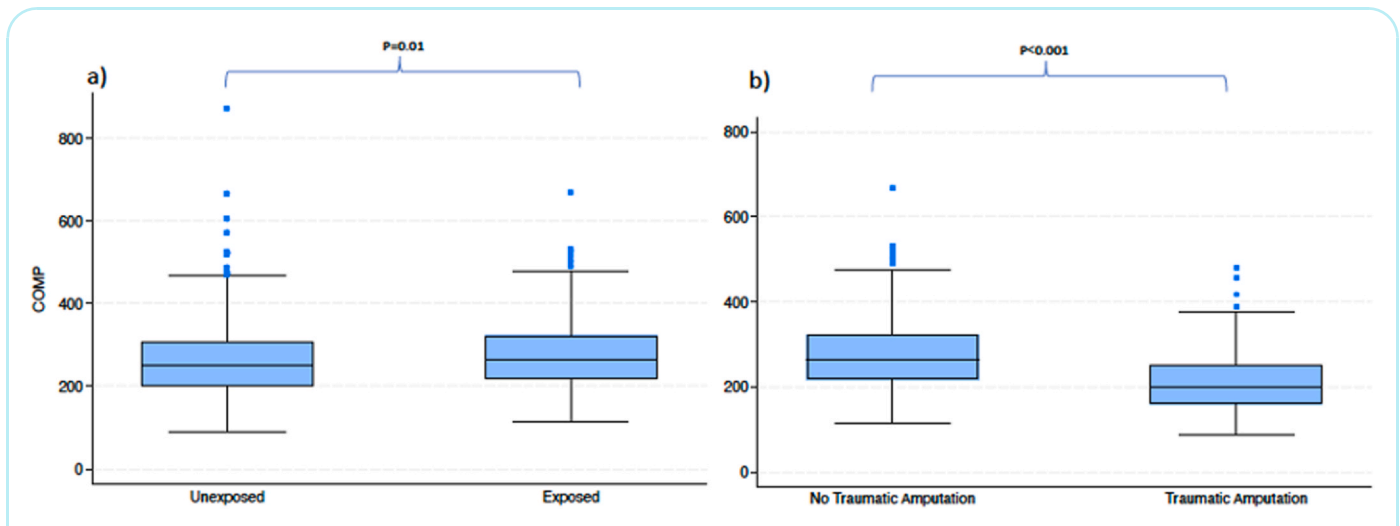 P=0.01
a)
800
600
400
200
0
COMP
Unexposed
Exposed
P<0.001
b)
800
600
400
200
0
No Traumatic Amputation
Traumatic Amputation